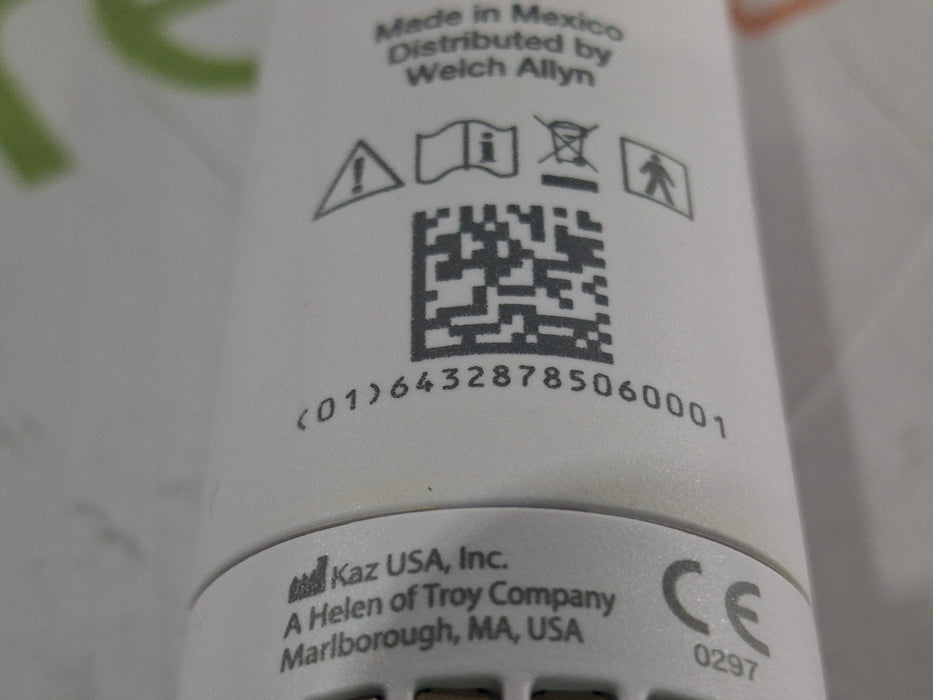 Made in Mexico
Distributed by
Welch Allyn
(01)64328785060001
Kaz USA, Inc.
A Helen of Troy Company
Marlborough, MA, USA
CE
0297